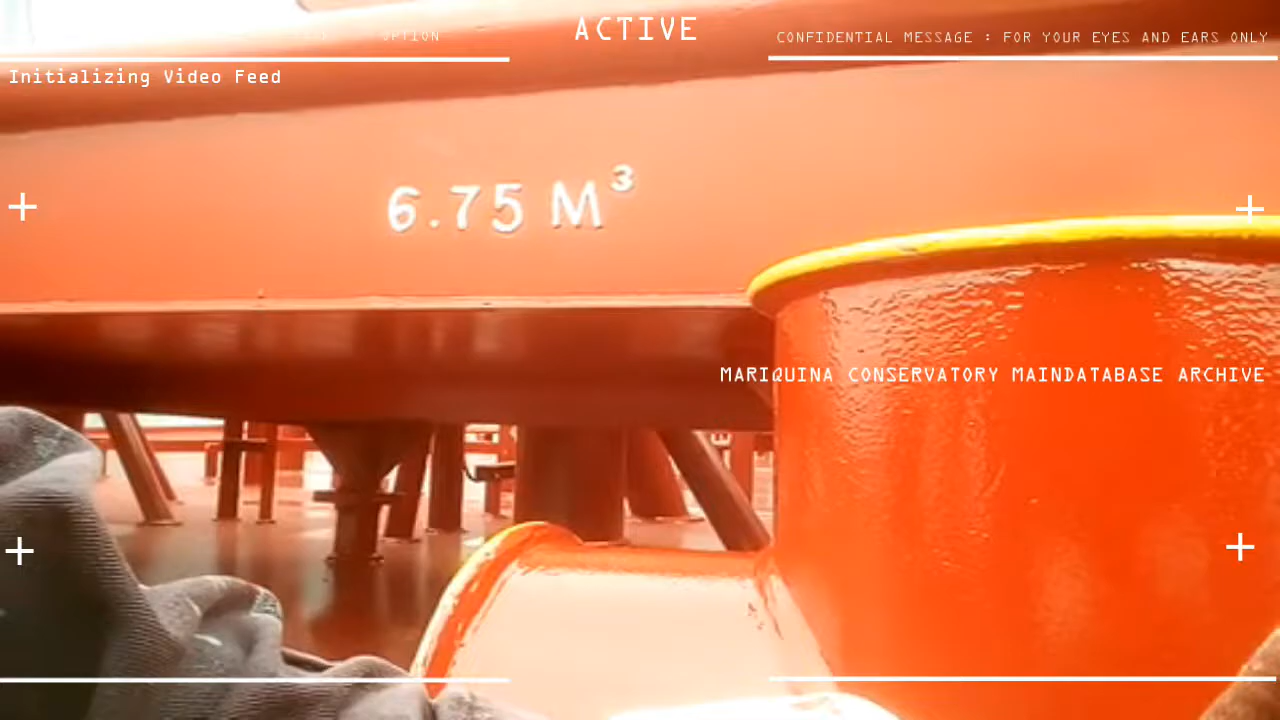 OPTION
ACTIVE
CONFIDENTIAL MESSAGE : FOR YOUR EYES AND EARS ONLY
Initializing Video Feed
6.75 M³
MARIQUINA CONSERVATORY MAINDATABASE ARCHIVE